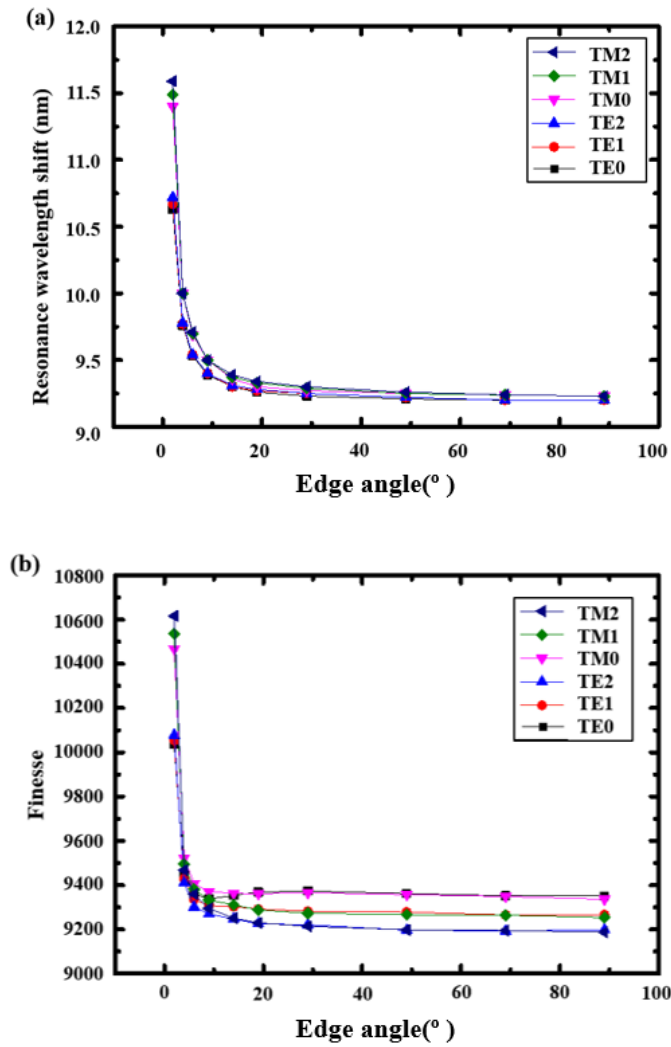 (a)
12.0
11.5
11.0
10.5
10.0
9.5
9.0
Resonance wavelength shift (nm)
TM2
TM1
TM0
TE2
TE1
TE0
0 20 40 60 80 100
Edge angle(º )
(b)
10800
10600
10400
10200
10000
9800
9600
9400
9200
9000
Finesse
TM2
TM1
TM0
TE2
TE1
TE0
0 20 40 60 80 100
Edge angle(º )